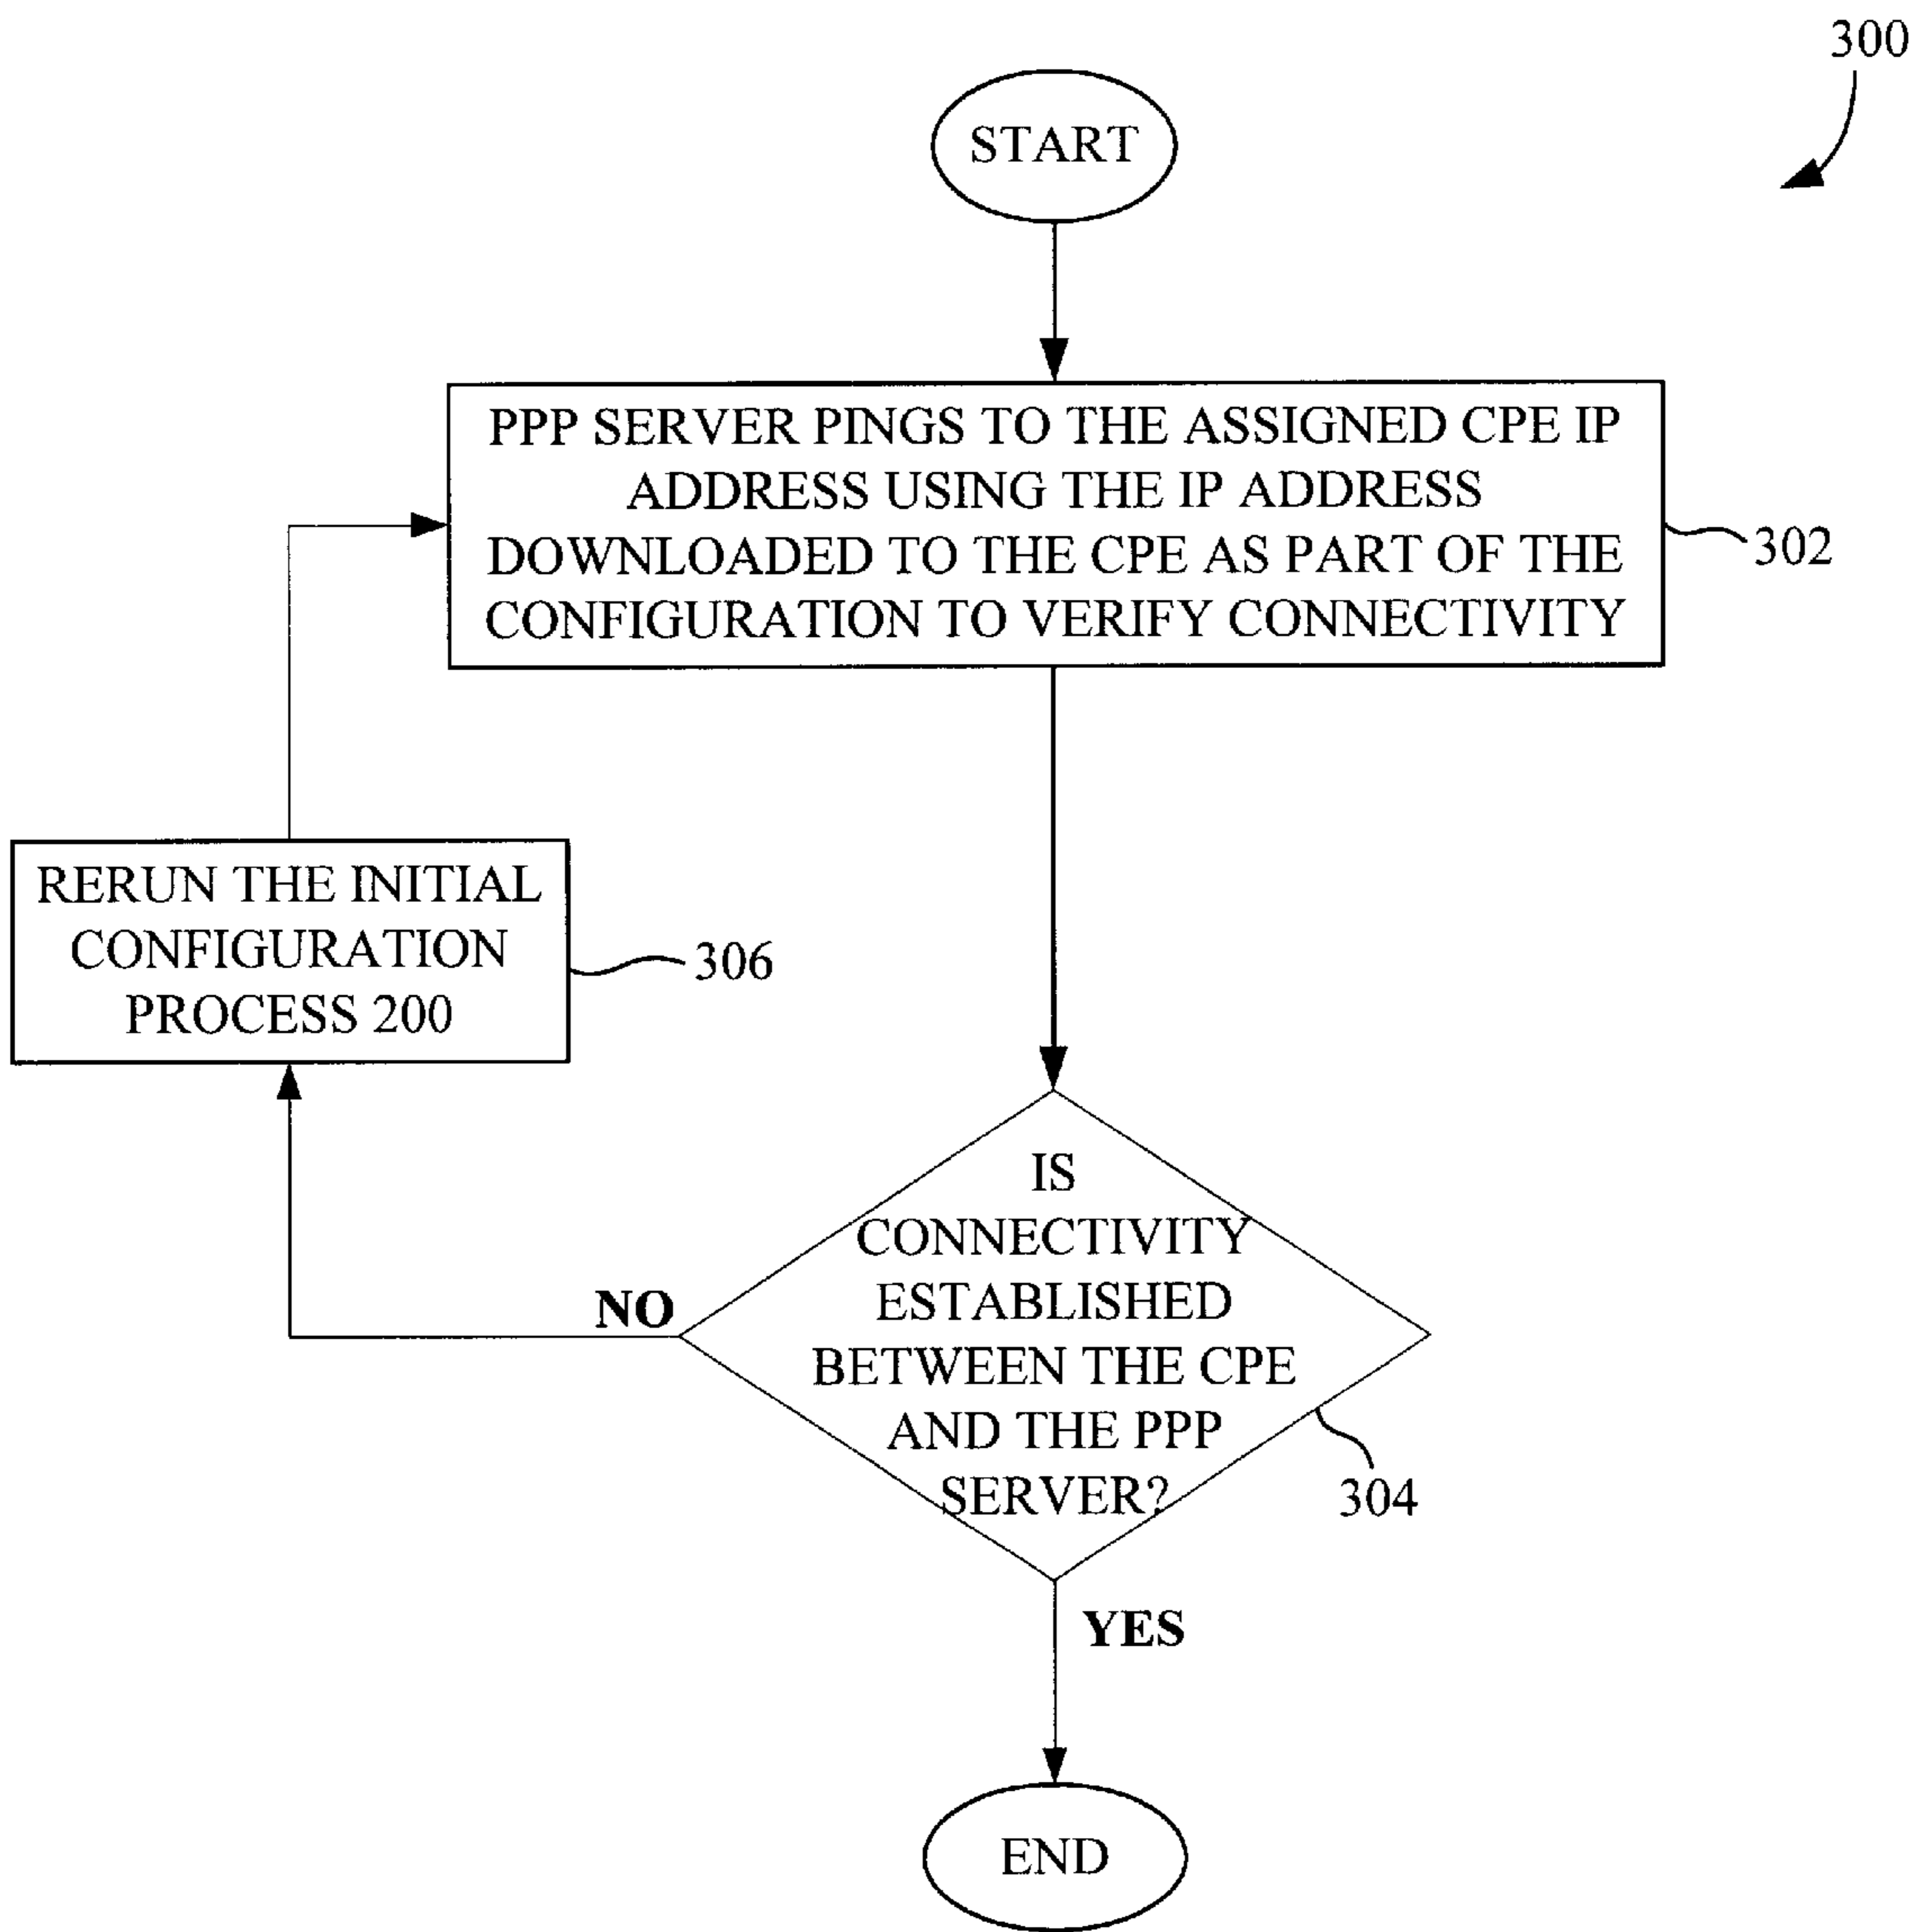 300
START
PPP SERVER PINGS TO THE ASSIGNED CPE IP
ADDRESS USING THE IP ADDRESS
DOWNLOADED TO THE CPE AS PART OF THE
CONFIGURATION TO VERIFY CONNECTIVITY
302
RERUN THE INITIAL
CONFIGURATION
PROCESS 200
306
IS
CONNECTIVITY
ESTABLISHED
BETWEEN THE CPE
AND THE PPP
SERVER?
NO
304
YES
END